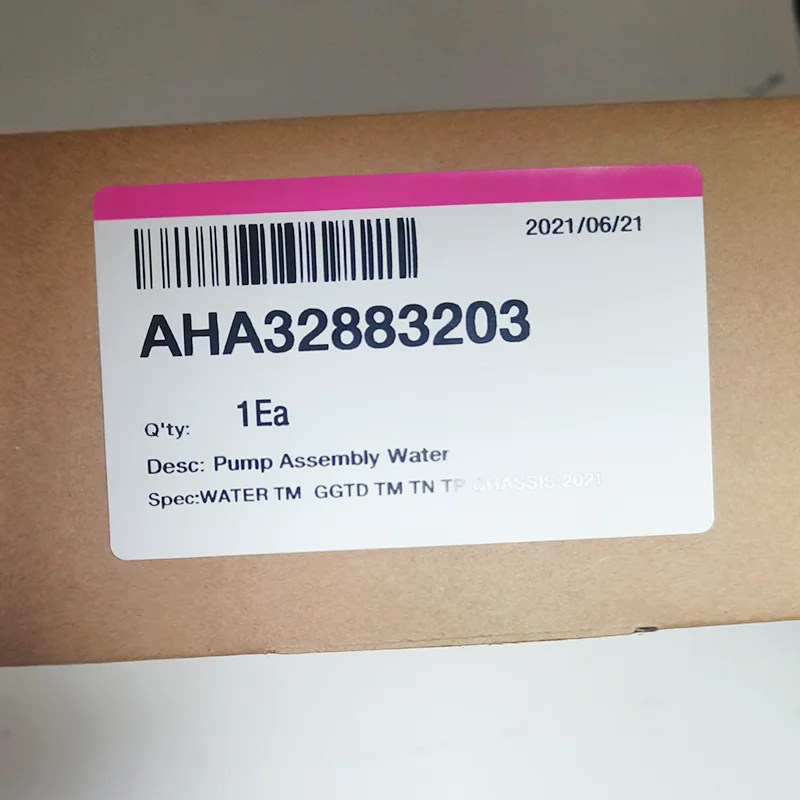 2021/06/21
AHA32883203
Q'ty: 1Ea
Desc: Pump Assembly Water
Spec:WATER TM GGTD TM TN TP CHASSIS 2021